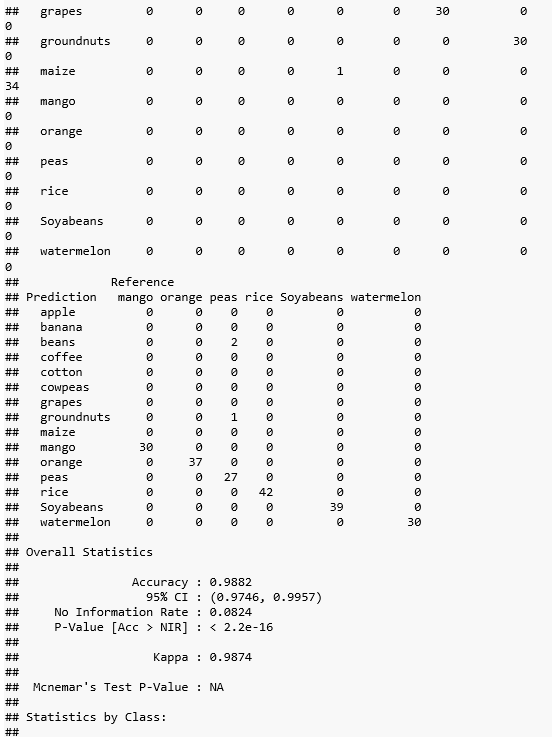 ##   grapes         0     0     0     0     0      0     30         0
0
##   groundnuts     0     0     0     0     0      0     0         30
0
##   maize          0     0     0     0     1      0     0          0
34
##   mango          0     0     0     0     0      0     0          0
0
##   orange         0     0     0     0     0      0     0          0
0
##   peas           0     0     0     0     0      0     0          0
0
##   rice           0     0     0     0     0      0     0          0
0
##   Soyabeans      0     0     0     0     0      0     0          0
0
##   watermelon     0     0     0     0     0      0     0          0
0
##             Reference
## Prediction   mango orange peas rice Soyabeans watermelon
##   apple          0      0    0    0         0          0
##   banana         0      0    0    0         0          0
##   beans          0      0    2    0         0          0
##   coffee         0      0    0    0         0          0
##   cotton         0      0    0    0         0          0
##   cowpeas        0      0    0    0         0          0
##   grapes         0      0    0    0         0          0
##   groundnuts     0      0    1    0         0          0
##   maize          0      0    0    0         0          0
##   mango         30      0    0    0         0          0
##   orange         0     37    0    0         0          0
##   peas           0      0   27    0         0          0
##   rice           0      0    0   42         0          0
##   Soyabeans      0      0    0    0        39          0
##   watermelon     0      0    0    0         0         30
##
## Overall Statistics
##
##                Accuracy : 0.9882
##                  95% CI : (0.9746, 0.9957)
##     No Information Rate : 0.0824
##     P-Value [Acc > NIR] : < 2.2e-16
##
##                   Kappa : 0.9874
##
##  Mcnemar's Test P-Value : NA
##
## Statistics by Class:
##